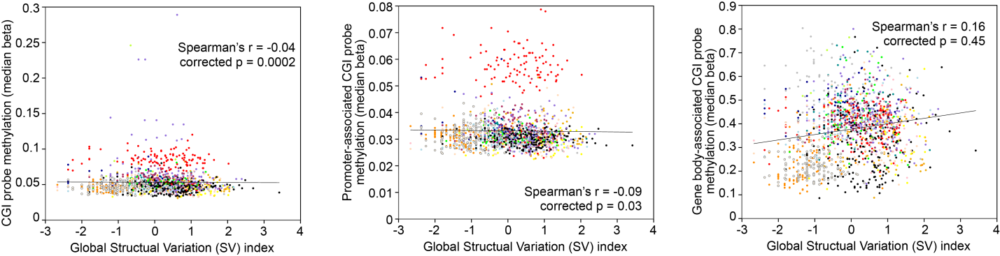 CGI probe methylation (median beta)
0.3
0.25
0.2
0.15
0.1
0.05
0
Spearman's r = -0.04
corrected p = 0.0002
-3 -2 -1 0 1 2 3 4
Global Structual Variation (SV) index
Promoter-associated CGI probe
methylation (median beta)
0.08
0.07
0.06
0.05
0.04
0.03
0.02
0.01
0.00
Spearman's r = -0.09
corrected p = 0.03
-3 -2 -1 0 1 2 3 4
Global Structual Variation (SV) index
Gene body-associated CGI probe
methylation (median beta)
0.9
0.8
0.7
0.6
0.5
0.4
0.3
0.2
0.1
0
Spearman's r = 0.16
corrected p = 0.45
-3 -2 -1 0 1 2 3 4
Global Structual Variation (SV) index